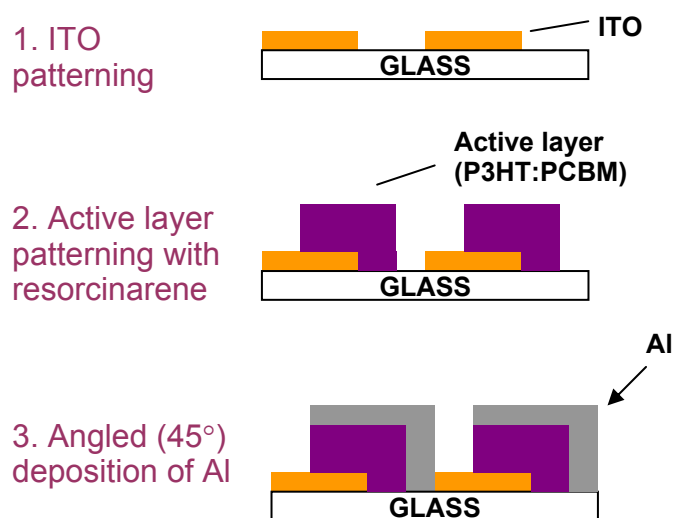 1. ITO
patterning
ITO
GLASS
Active layer
(P3HT:PCBM)
2. Active layer
patterning with
resorcinarene
GLASS
Al
3. Angled (45°)
deposition of Al
GLASS